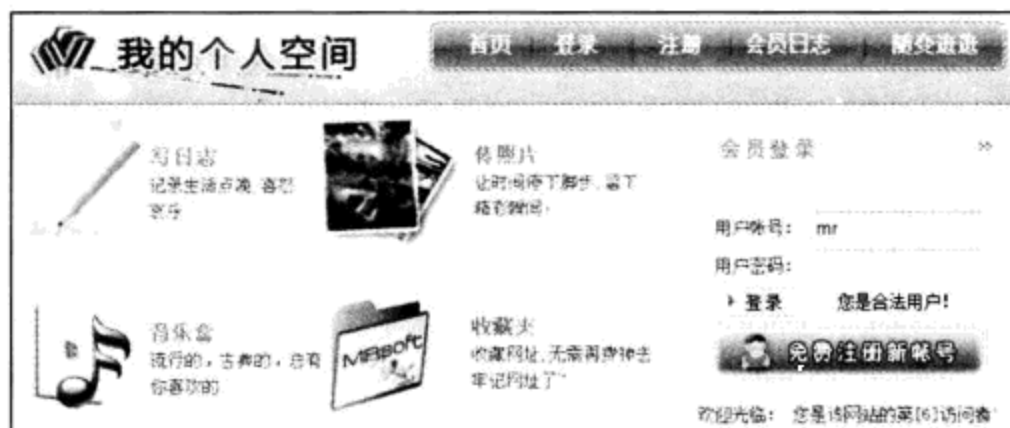 我的个人空间
首页 登录 注册 会员日志 随变逛逛
写日志
记录生活点滴,喜怒
哀乐
传照片
让时间停下脚步,留下
精彩瞬间!
音乐盒
流行的,古典的,总有
你喜欢的
MRsoft
收藏夹
收藏网址,无需再费神去
牢记网址了~
会员登录 >>
用户帐号: mr
用户密码:
登录 您是合法用户!
免费注册新帐号
欢迎光临: 您是该网站的第[6]访问者